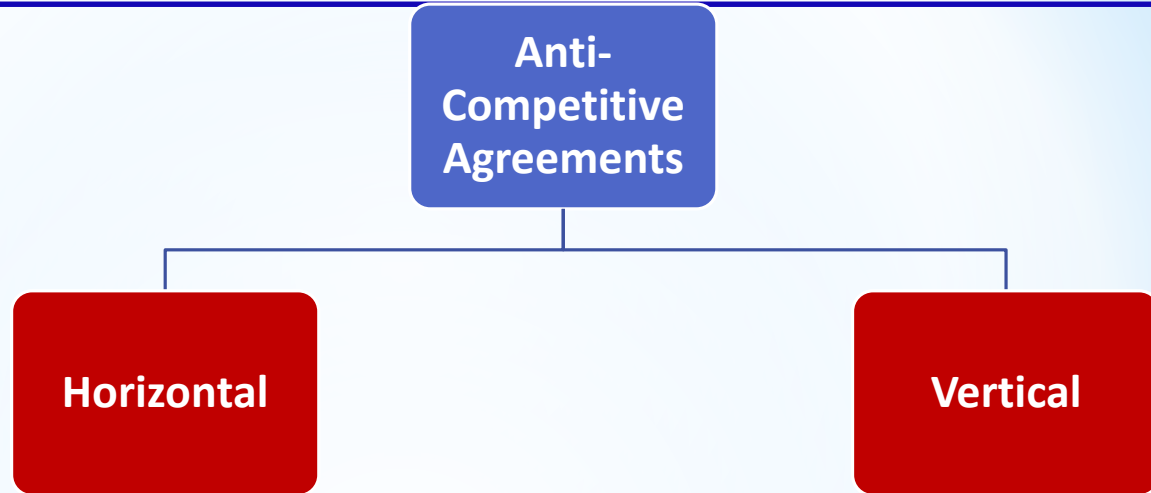 Anti-
Competitive
Agreements
Horizontal
Vertical